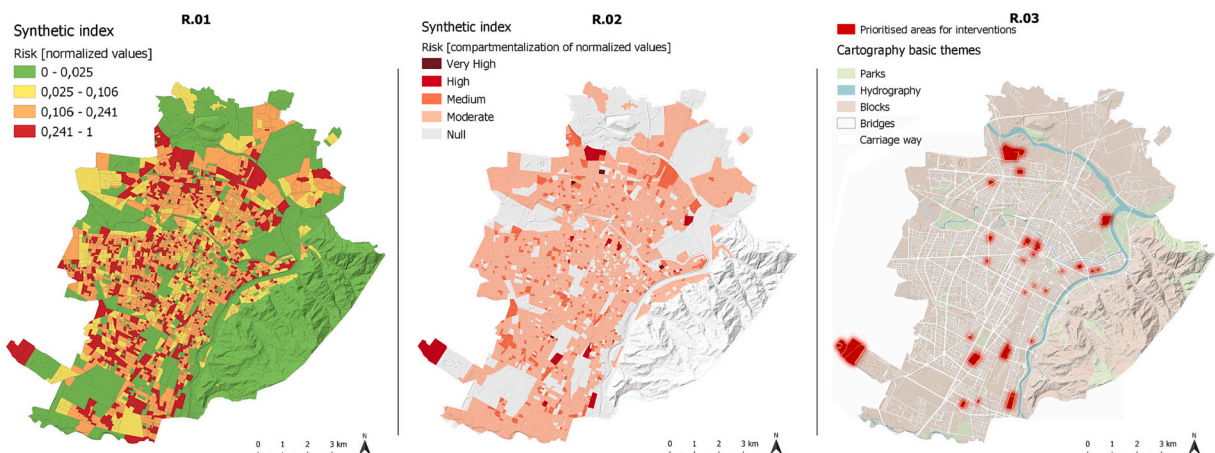 R.01
Synthetic index
Risk [normalized values]
0 - 0,025
0,025 - 0,106
0,106 - 0,241
0,241 - 1
0 1 2 3 km
N
R.02
Synthetic index
Risk [compartmentalization of normalized values]
Very High
High
Medium
Moderate
Null
0 1 2 3 km
N
R.03
Prioritised areas for interventions
Cartography basic themes
Parks
Hydrography
Blocks
Bridges
Carriage way
0 1 2 3 km
N